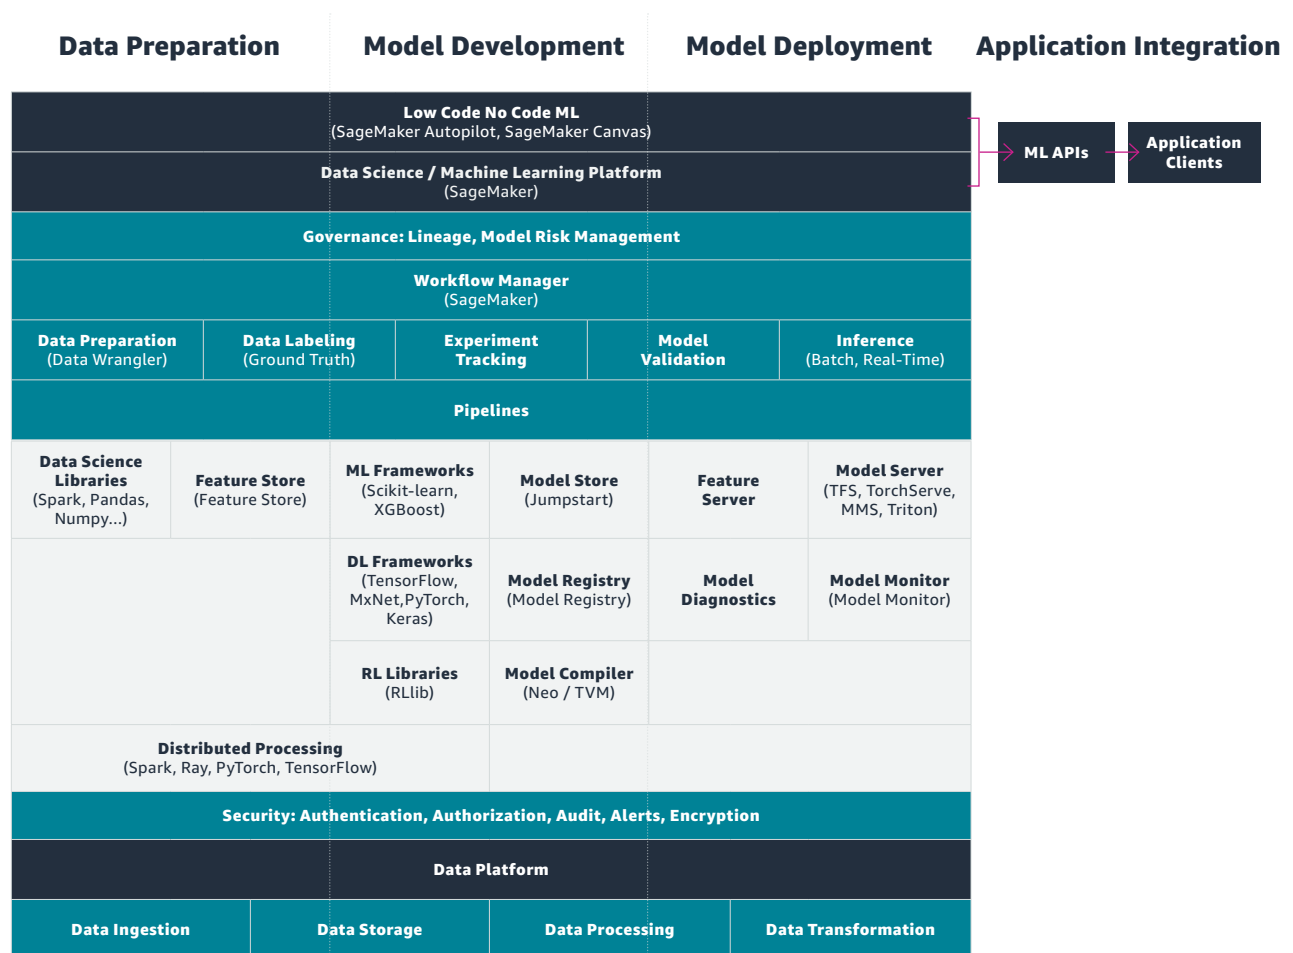 Data Preparation
Model Development
Model Deployment
Application Integration
Low Code No Code ML
(SageMaker Autopilot, SageMaker Canvas)
Data Science / Machine Learning Platform
(SageMaker)
ML APIs
Application
Clients
Governance: Lineage, Model Risk Management
Workflow Manager
(SageMaker)
Data Preparation
(Data Wrangler)
Data Labeling
(Ground Truth)
Experiment
Tracking
Model
Validation
Inference
(Batch, Real-Time)
Pipelines
Data Science
Libraries
(Spark, Pandas,
Numpy...)
Feature Store
(Feature Store)
ML Frameworks
(Scikit-learn,
XGBoost)
Model Store
(Jumpstart)
Feature
Server
Model Server
(TFS, TorchServe,
MMS, Triton)
DL Frameworks
(TensorFlow,
MxNet,PyTorch,
Keras)
Model Registry
(Model Registry)
Model
Diagnostics
Model Monitor
(Model Monitor)
RL Libraries
(RLlib)
Model Compiler
(Neo / TVM)
Distributed Processing
(Spark, Ray, PyTorch, TensorFlow)
Security: Authentication, Authorization, Audit, Alerts, Encryption
Data Platform
Data Ingestion
Data Storage
Data Processing
Data Transformation